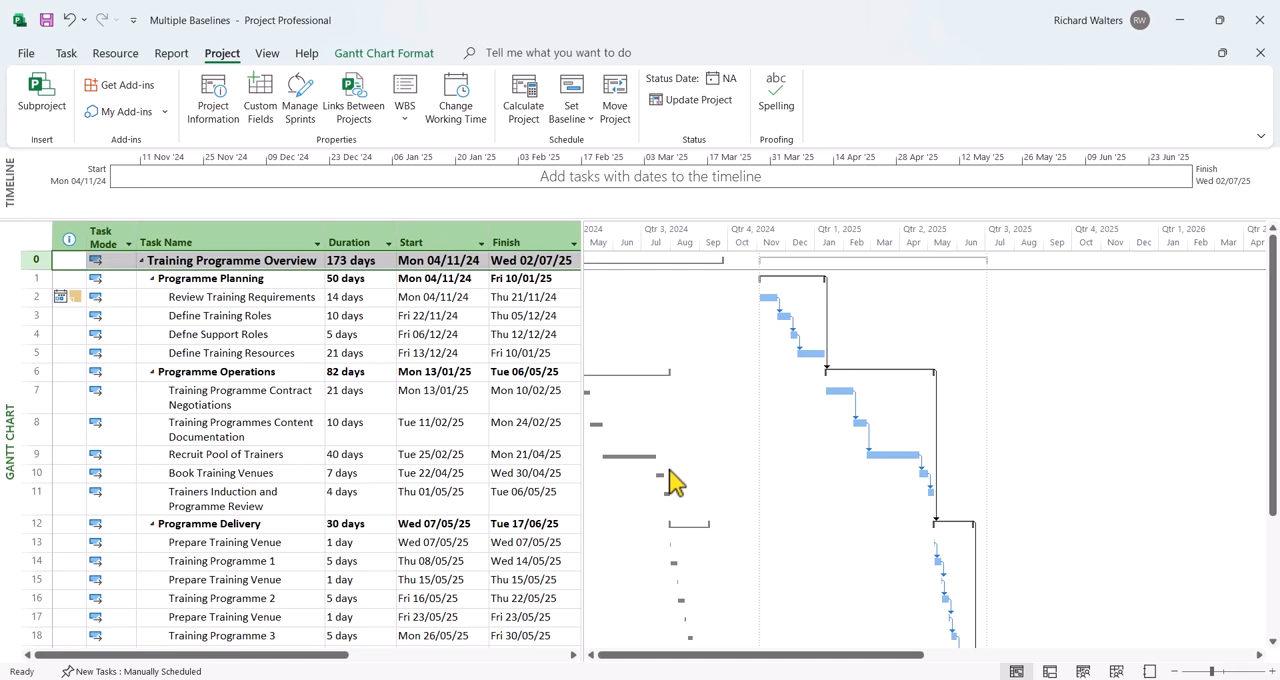 Multiple Baselines - Project Professional
Richard Walters RW
File Task Resource Report Project View Help Gantt Chart Format Tell me what you want to do
Subproject
Insert
Get Add-ins
My Add-ins
Add-ins
Project Information
Custom Fields
Manage Sprints
Links Between Projects
WBS
Change Working Time
Properties
Calculate Project
Set Baseline
Move Project
Schedule
Status Date: NA
Update Project
Status
abc
Spelling
Proofing
TIMELINE
11 Nov '24 25 Nov '24 09 Dec '24 23 Dec '24 06 Jan '25 20 Jan '25 03 Feb '25 17 Feb '25 03 Mar '25 17 Mar '25 31 Mar '25 14 Apr '25 28 Apr '25 12 May '25 26 May '25 09 Jun '25 23 Jun '25
Start
Mon 04/11/24
Add tasks with dates to the timeline
Finish
Wed 02/07/25
GANTT CHART
Task Mode Task Name Duration Start Finish
2024 Qtr 3, 2024 Qtr 4, 2024 Qtr 1, 2025 Qtr 2, 2025 Qtr 3, 2025 Qtr 4, 2025 Qtr 1, 2026 Qtr 2
May Jun Jul Aug Sep Oct Nov Dec Jan Feb Mar Apr May Jun Jul Aug Sep Oct Nov Dec Jan Feb Mar Apr
0 Training Programme Overview 173 days Mon 04/11/24 Wed 02/07/25
1 Programme Planning 50 days Mon 04/11/24 Fri 10/01/25
2 Review Training Requirements 14 days Mon 04/11/24 Thu 21/11/24
3 Define Training Roles 10 days Fri 22/11/24 Thu 05/12/24
4 Defne Support Roles 5 days Fri 06/12/24 Thu 12/12/24
5 Define Training Resources 21 days Fri 13/12/24 Fri 10/01/25
6 Programme Operations 82 days Mon 13/01/25 Tue 06/05/25
7 Training Programme Contract 21 days Mon 13/01/25 Mon 10/02/25
Negotiations
8 Training Programmes Content 10 days Tue 11/02/25 Mon 24/02/25
Documentation
9 Recruit Pool of Trainers 40 days Tue 25/02/25 Mon 21/04/25
10 Book Training Venues 7 days Tue 22/04/25 Wed 30/04/25
11 Trainers Induction and 4 days Thu 01/05/25 Tue 06/05/25
Programme Review
12 Programme Delivery 30 days Wed 07/05/25 Tue 17/06/25
13 Prepare Training Venue 1 day Wed 07/05/25 Wed 07/05/25
14 Training Programme 1 5 days Thu 08/05/25 Wed 14/05/25
15 Prepare Training Venue 1 day Thu 15/05/25 Thu 15/05/25
16 Training Programme 2 5 days Fri 16/05/25 Thu 22/05/25
17 Prepare Training Venue 1 day Fri 23/05/25 Fri 23/05/25
18 Training Programme 3 5 days Mon 26/05/25 Fri 30/05/25
Ready New Tasks : Manually Scheduled